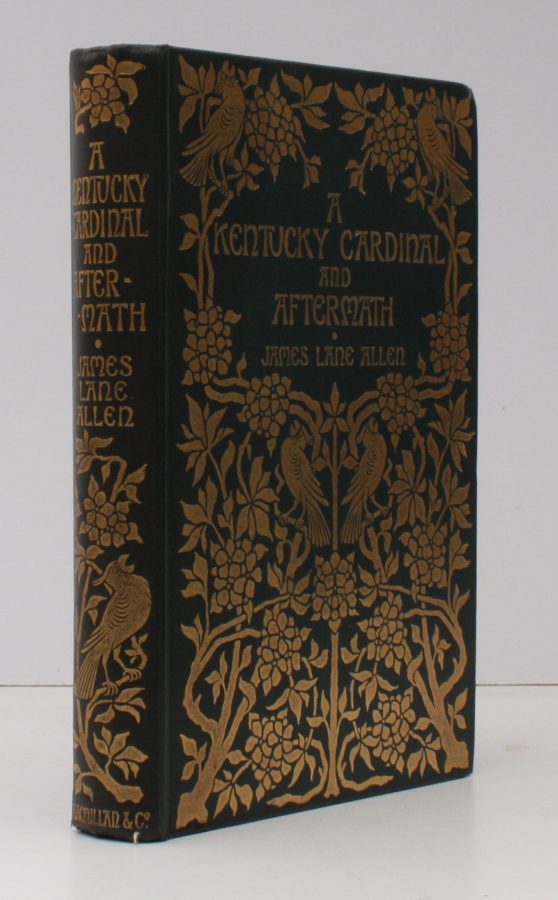 A
KENTUCKY
CARDINAL
AND
AFTER-
-MATH
JAMES
LANE
ALLEN
MACMILLAN & Co
A
KENTUCKY CARDINAL
AND
AFTERMATH
JAMES LANE ALLEN